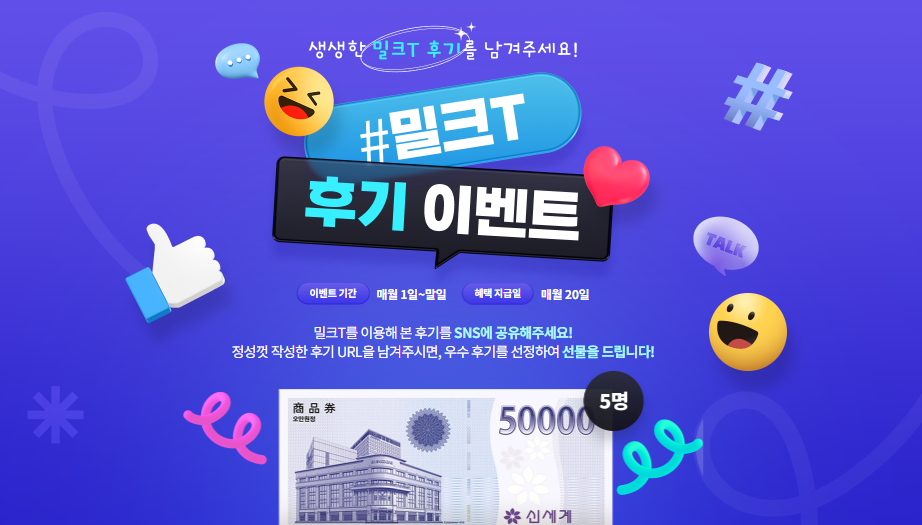 생생한 밀크T 후기를 남겨주세요!
#밀크T
후기 이벤트
TALK
이벤트 기간 매월 1일~말일 혜택 지급일 매월 20일
밀크T를 이용해 본 후기를 SNS에 공유해주세요!
정성껏 작성한 후기 URL을 남겨주시면, 우수 후기를 선정하여 선물을 드립니다!
5명
商品券
오만원정
50000
신세계